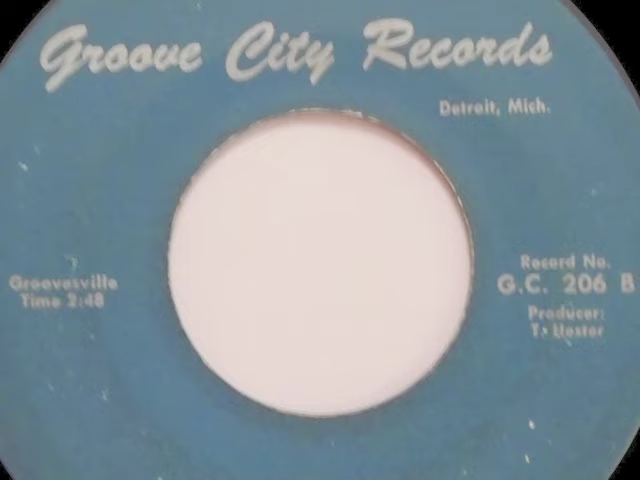 Groove City Records
Detroit, Mich.
Groovesville
Time 2:48
Record No.
G.C. 206 B
Producer:
T.